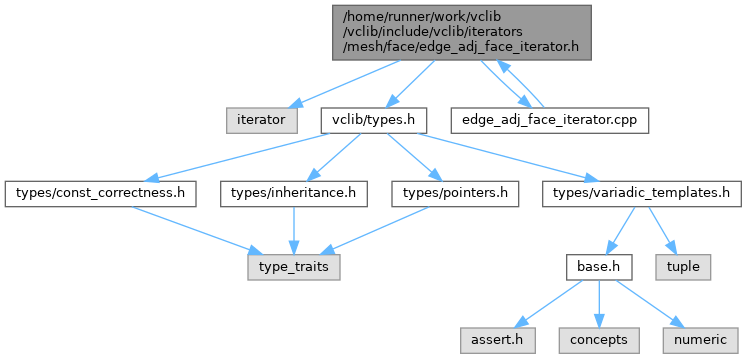 /home/runner/work/vclib
/vclib/include/vclib/iterators
/mesh/face/edge_adj_face_iterator.h
iterator
vclib/types.h
edge_adj_face_iterator.cpp
types/const_correctness.h
types/inheritance.h
types/pointers.h
types/variadic_templates.h
type_traits
base.h
tuple
assert.h
concepts
numeric